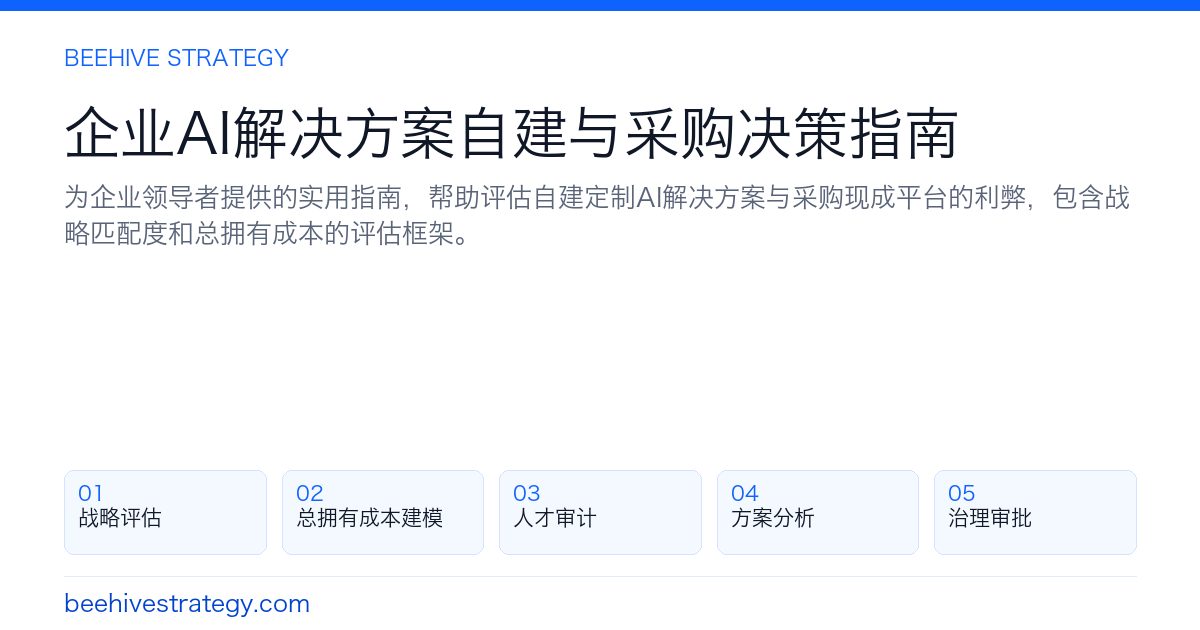 BEEHIVE STRATEGY
企业AI解决方案自建与采购决策指南
为企业领导者提供的实用指南，帮助评估自建定制AI解决方案与采购现成平台的利弊，包含战
略匹配度和总拥有成本的评估框架。
01
战略评估
02
总拥有成本建模
03
人才审计
04
方案分析
05
治理审批
beehivestrategy.com